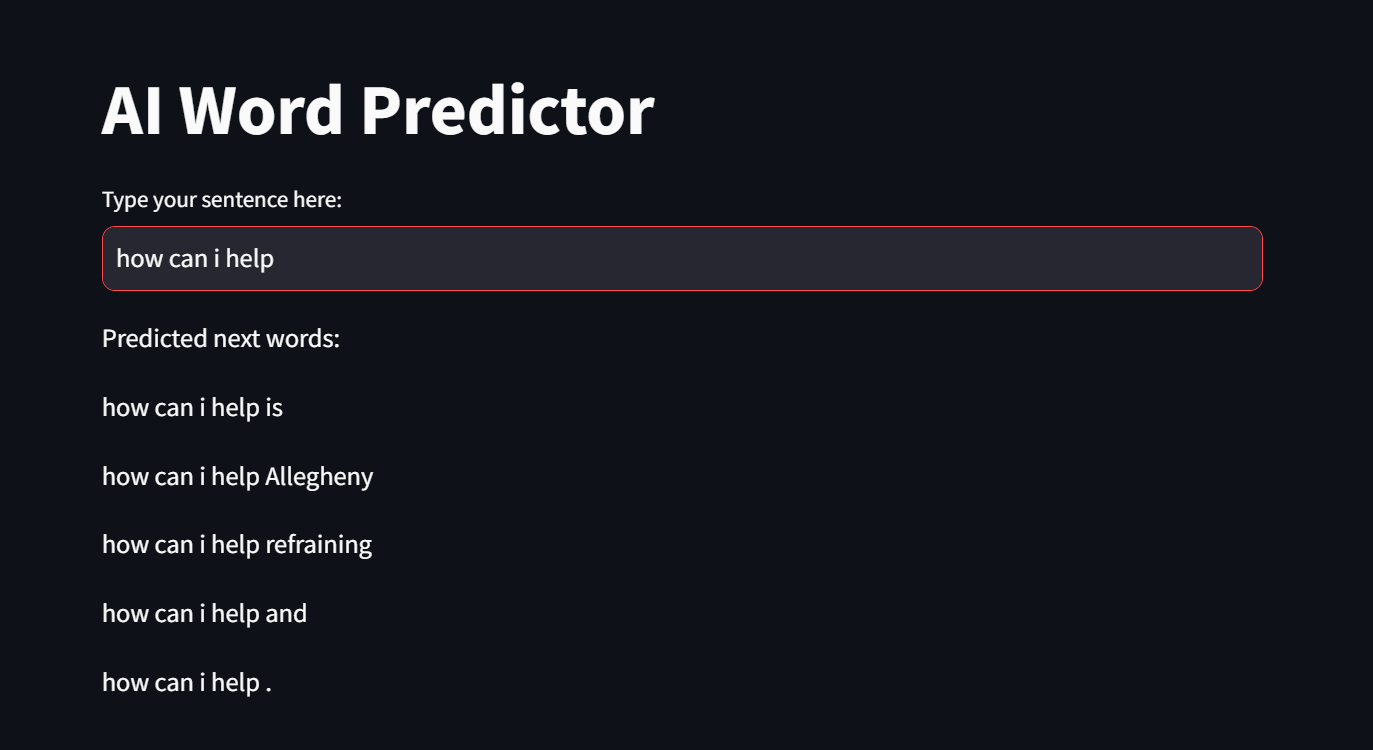 AI Word Predictor
Type your sentence here:
how can i help
Predicted next words:
how can i help is
how can i help Allegheny
how can i help refraining
how can i help and
how can i help .